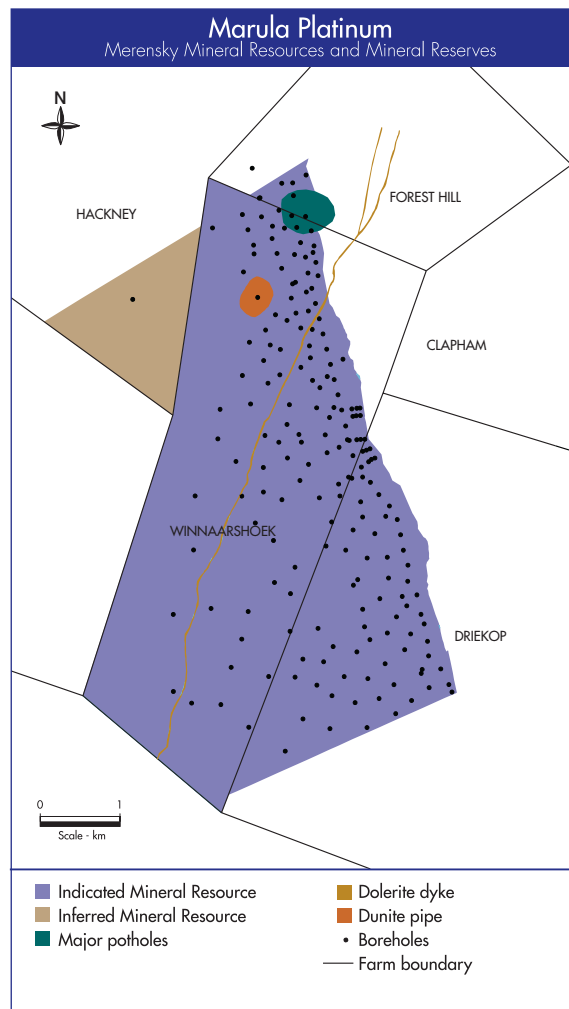 Marula Platinum
Merensky Mineral Resources and Mineral Reserves
N
FOREST HILL
HACKNEY
CLAPHAM
WINNAARSHOEK
DRIEKOP
0 1
Scale - km
Indicated Mineral Resource
Inferred Mineral Resource
Major potholes
Dolerite dyke
Dunite pipe
Boreholes
Farm boundary